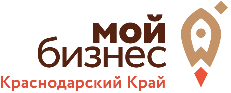 мой
бизнес
Краснодарский Край